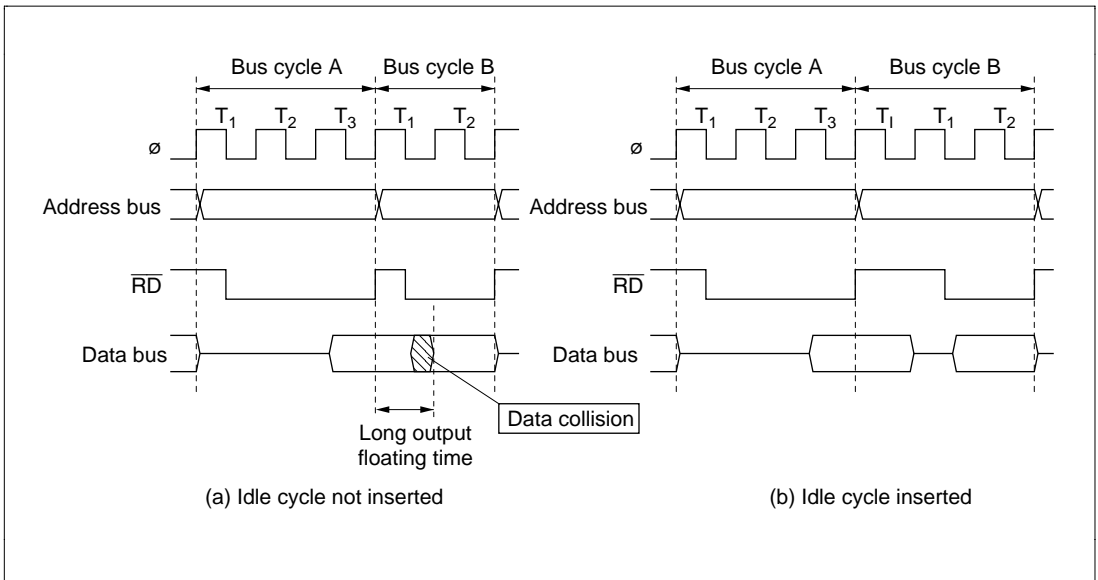 Bus cycle A Bus cycle B
T1 T2 T3 T1 T2
ø
Address bus
RD
Data bus
Data collision
Long output
floating time
(a) Idle cycle not inserted
Bus cycle A Bus cycle B
T1 T2 T3 TI T1 T2
ø
Address bus
RD
Data bus
(b) Idle cycle inserted